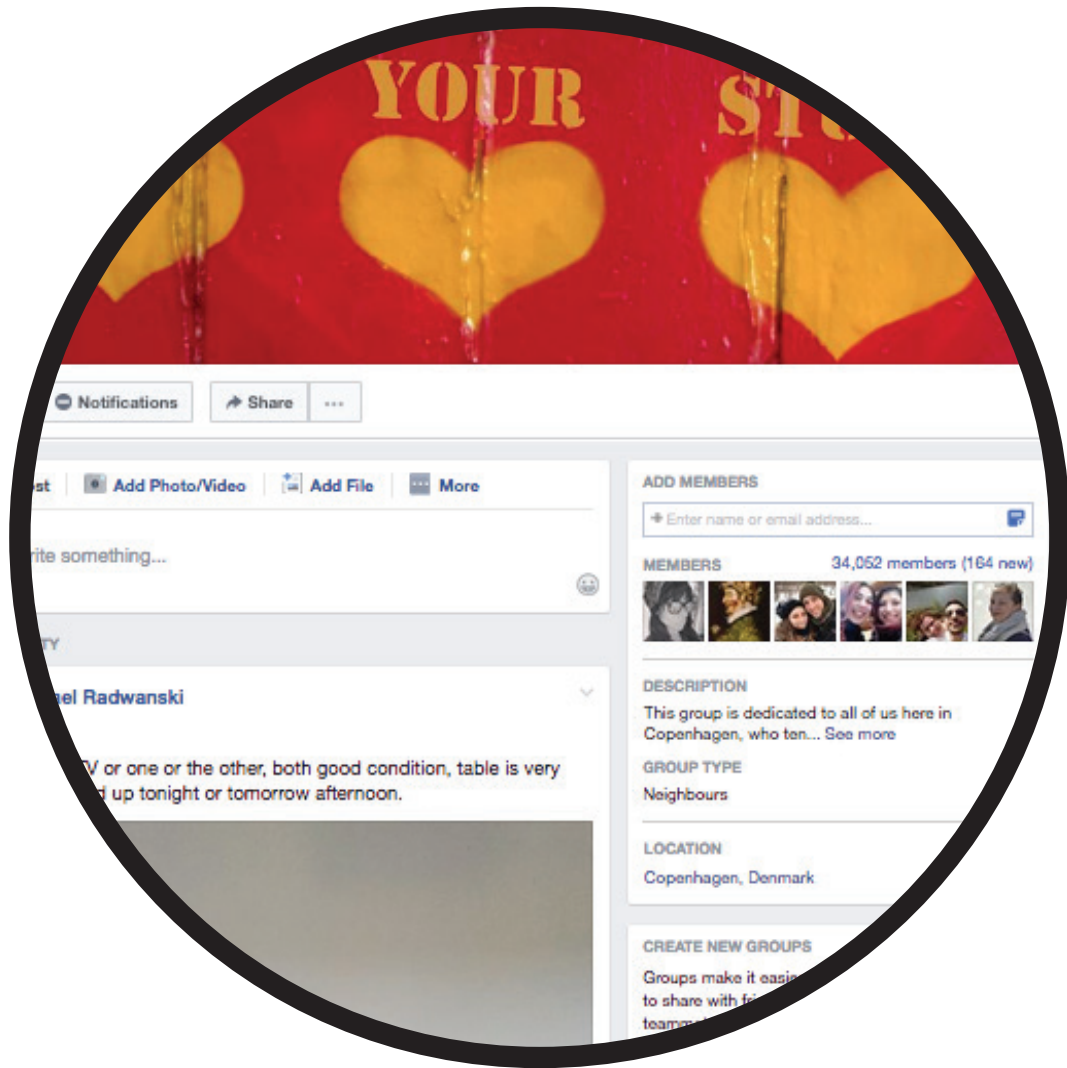 YOUR
Notifications
Share
Add Photo/Video
Add File
More
something...
ADD MEMBERS
Enter name or email address...
MEMBERS 34,052 members (164 new)
Radwanski
or one or the other, both good condition, table is very
up tonight or tomorrow afternoon.
DESCRIPTION
This group is dedicated to all of us here in
Copenhagen, who ten... See more
GROUP TYPE
Neighbours
LOCATION
Copenhagen, Denmark
CREATE NEW GROUPS
Groups make it
to share with